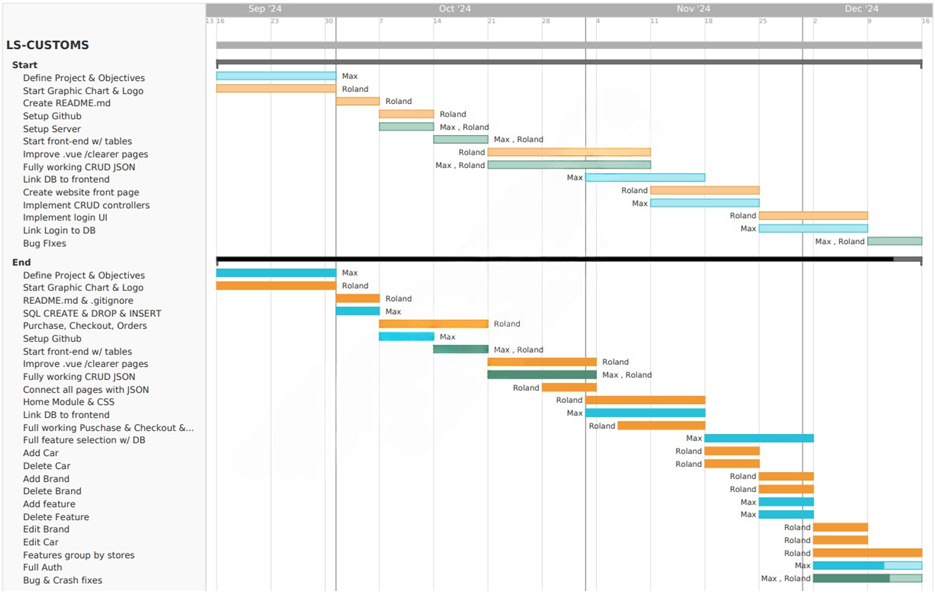 Sep '24 Oct '24 Nov '24 Dec '24
13 16 23 30 7 14 21 28 4 11 18 25 2 9 16
LS-CUSTOMS
Start
Define Project & Objectives Max
Start Graphic Chart & Logo Roland
Create README.md Roland
Setup Github Roland
Setup Server Max , Roland
Start front-end w/ tables Max , Roland
Improve .vue /clearer pages Roland
Fully working CRUD JSON Max , Roland
Link DB to frontend Max
Create website front page Roland
Implement CRUD controllers Max
Implement login UI Roland
Link Login to DB Max
Bug FIxes Max , Roland
End
Define Project & Objectives Max
Start Graphic Chart & Logo Roland
README.md & .gitignore Roland
SQL CREATE & DROP & INSERT Max
Purchase, Checkout, Orders Roland
Setup Github Max
Start front-end w/ tables Max , Roland
Improve .vue /clearer pages Roland
Fully working CRUD JSON Max , Roland
Connect all pages with JSON Roland
Home Module & CSS Roland
Link DB to frontend Max
Full working Puschase & Checkout &... Roland
Full feature selection w/ DB Max
Add Car Roland
Delete Car Roland
Add Brand Roland
Delete Brand Roland
Add feature Max
Delete Feature Max
Edit Brand Roland
Edit Car Roland
Features group by stores Roland
Full Auth Max
Bug & Crash fixes Max , Roland